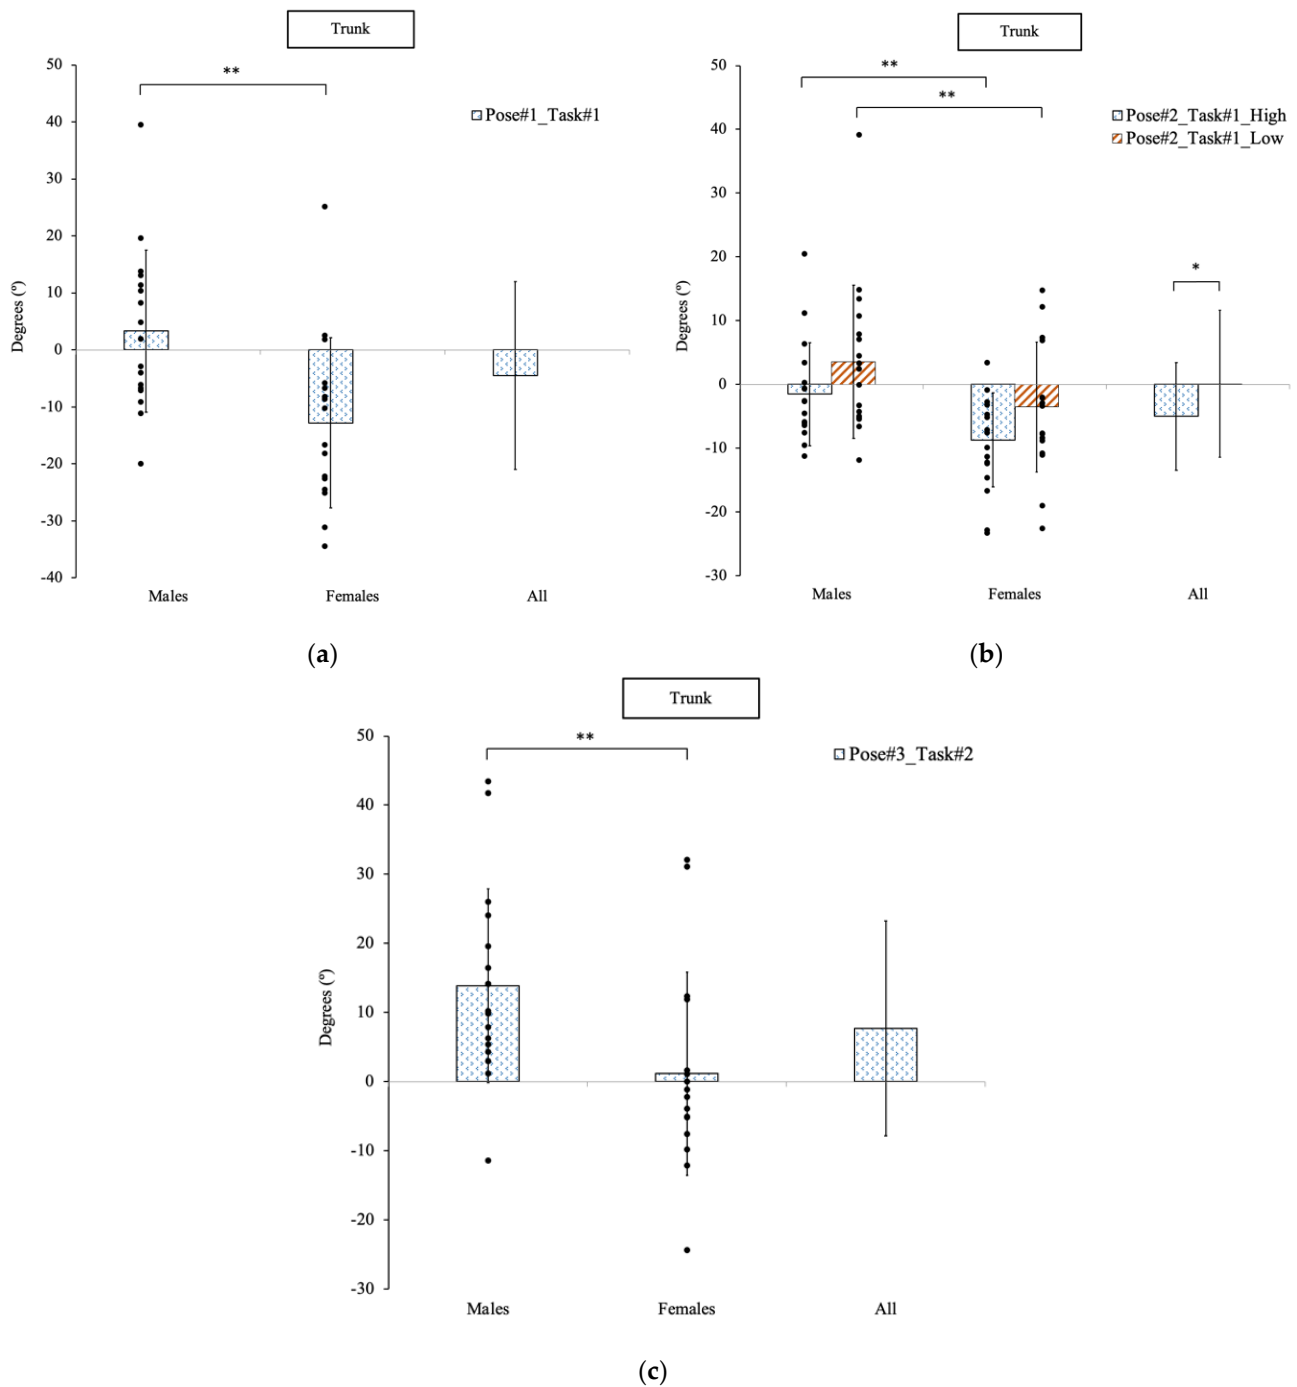 Trunk
**
Pose#1_Task#1
50
40
30
20
10
0
-10
-20
-30
-40
Degrees (º)
Males
Females
All
(a)
Trunk
**
**
*
Pose#2_Task#1_High
Pose#2_Task#1_Low
50
40
30
20
10
0
-10
-20
-30
Degrees (º)
Males
Females
All
(b)
Trunk
**
Pose#3_Task#2
50
40
30
20
10
0
-10
-20
-30
Degrees (º)
Males
Females
All
(c)